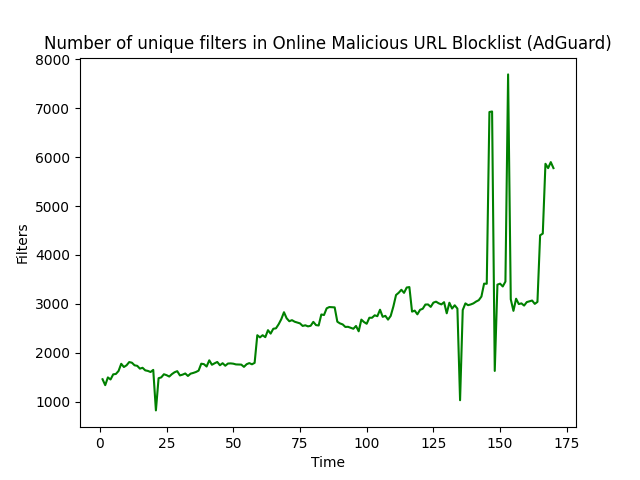 Number of unique filters in Online Malicious URL Blocklist (AdGuard)
8000
7000
6000
5000
4000
3000
2000
1000
Filters
0 25 50 75 100 125 150 175
Time